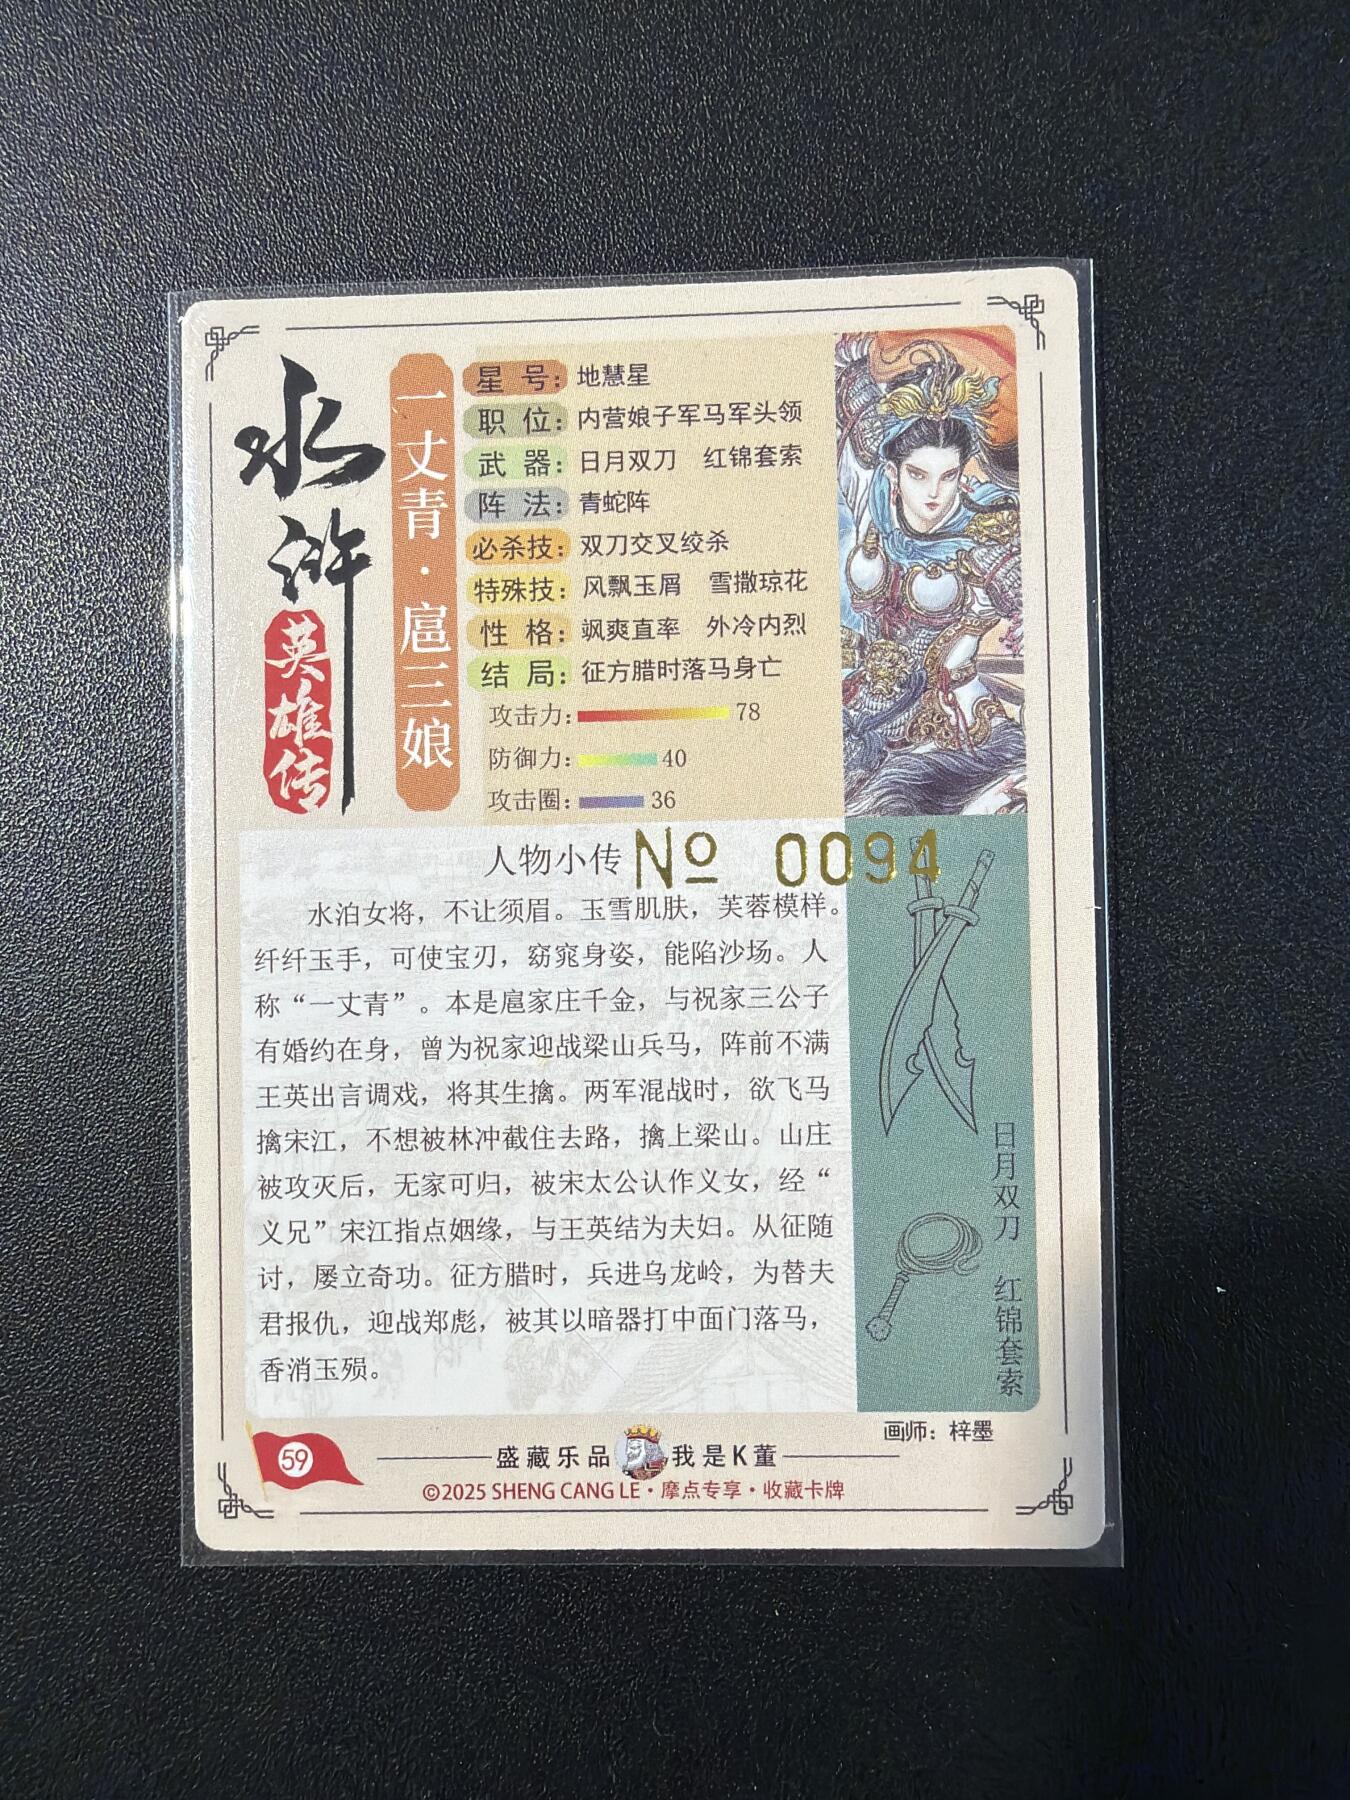 水浒
英雄传
一丈青·扈三娘
星 号：地慧星
职 位：内营娘子军马军头领
武 器：日月双刀 红锦套索
阵 法：青蛇阵
必杀技：双刀交叉绞杀
特殊技：风飘玉屑 雪撒琼花
性 格：飒爽直率 外冷内烈
结 局：征方腊时落马身亡
攻击力：78
防御力：40
攻击圈：36
人物小传 Nº 0094
水泊女将，不让须眉。玉雪肌肤，芙蓉模样。
纤纤玉手，可使宝刃，窈窕身姿，能陷沙场。人
称“一丈青”。本是扈家庄千金，与祝家三公子
有婚约在身，曾为祝家迎战梁山兵马，阵前不满
王英出言调戏，将其生擒。两军混战时，欲飞马
擒宋江，不想被林冲截住去路，擒上梁山。山庄
被攻灭后，无家可归，被宋太公认作义女，经“
义兄”宋江指点姻缘，与王英结为夫妇。从征随
讨，屡立奇功。征方腊时，兵进乌龙岭，为替夫
君报仇，迎战郑彪，被其以暗器打中面门落马，
香消玉殒。
日月双刀 红锦套索
画师：梓墨
59
盛藏乐品 我是K董
©2025 SHENG CANG LE·摩点专享·收藏卡牌